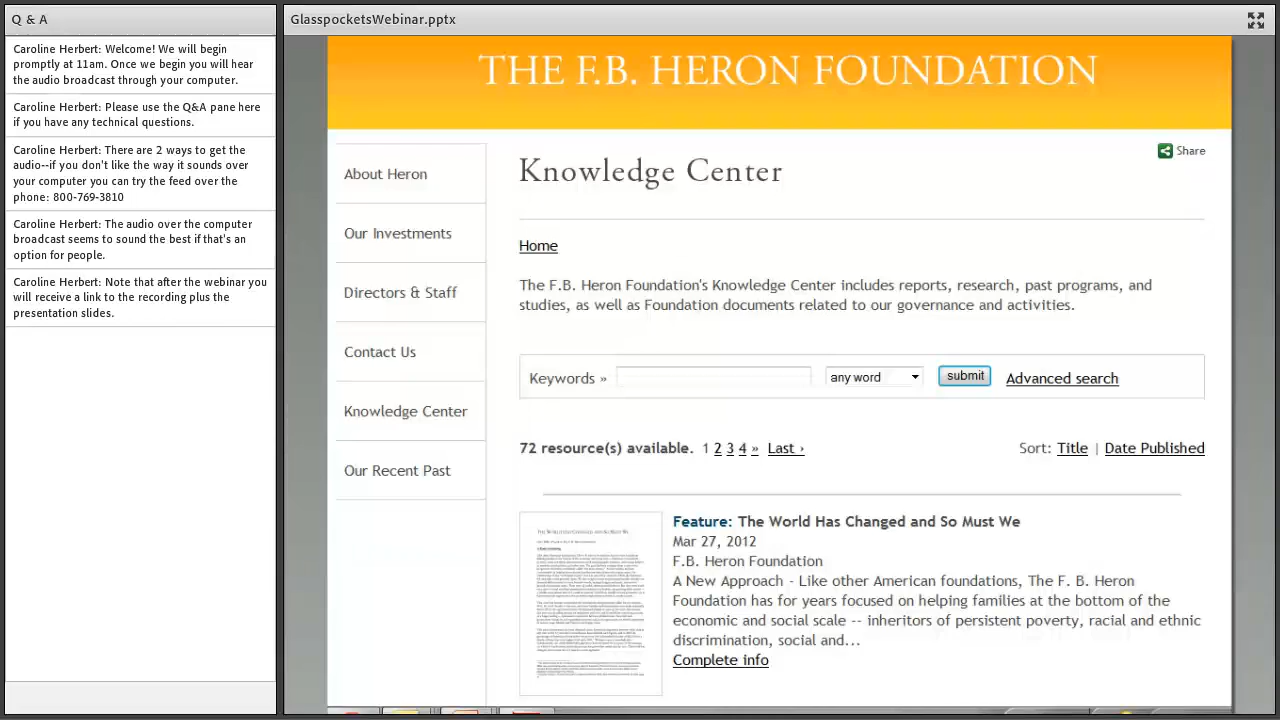 Q & A
Caroline Herbert: Welcome! We will begin
promptly at 11am. Once we begin you will hear
the audio broadcast through your computer.
Caroline Herbert: Please use the Q&A pane here
if you have any technical questions.
Caroline Herbert: There are 2 ways to get the
audio--if you don't like the way it sounds over
your computer you can try the feed over the
phone: 800-769-3810
Caroline Herbert: The audio over the computer
broadcast seems to sound the best if that's an
option for people.
Caroline Herbert: Note that after the webinar you
will receive a link to the recording plus the
presentation slides.
GlasspocketsWebinar.pptx
THE F.B. HERON FOUNDATION
About Heron
Our Investments
Directors & Staff
Contact Us
Knowledge Center
Our Recent Past
Knowledge Center
Share
Home
The F.B. Heron Foundation's Knowledge Center includes reports, research, past programs, and
studies, as well as Foundation documents related to our governance and activities.
Keywords » any word submit Advanced search
72 resource(s) available. 1 2 3 4 » Last › Sort: Title | Date Published
THE WORLD HAS CHANGED AND SO MUST WE
Feature: The World Has Changed and So Must We
Mar 27, 2012
F.B. Heron Foundation
A New Approach. Like other American foundations, The F. B. Heron
Foundation has for years focused on helping families at the bottom of the
economic and social scale -- inheritors of persistent poverty, racial and ethnic
discrimination, social and...
Complete info